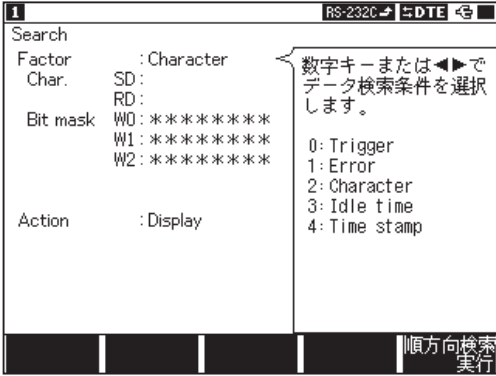 1 RS-232C DTE
Search
Factor :Character
Char. SD:
RD:
Bit mask W0:********
W1:********
W2:********
Action :Display
数字キーまたは◀▶で
データ検索条件を選択
します。
0:Trigger
1:Error
2:Character
3:Idle time
4:Time stamp
順方向検索
実行